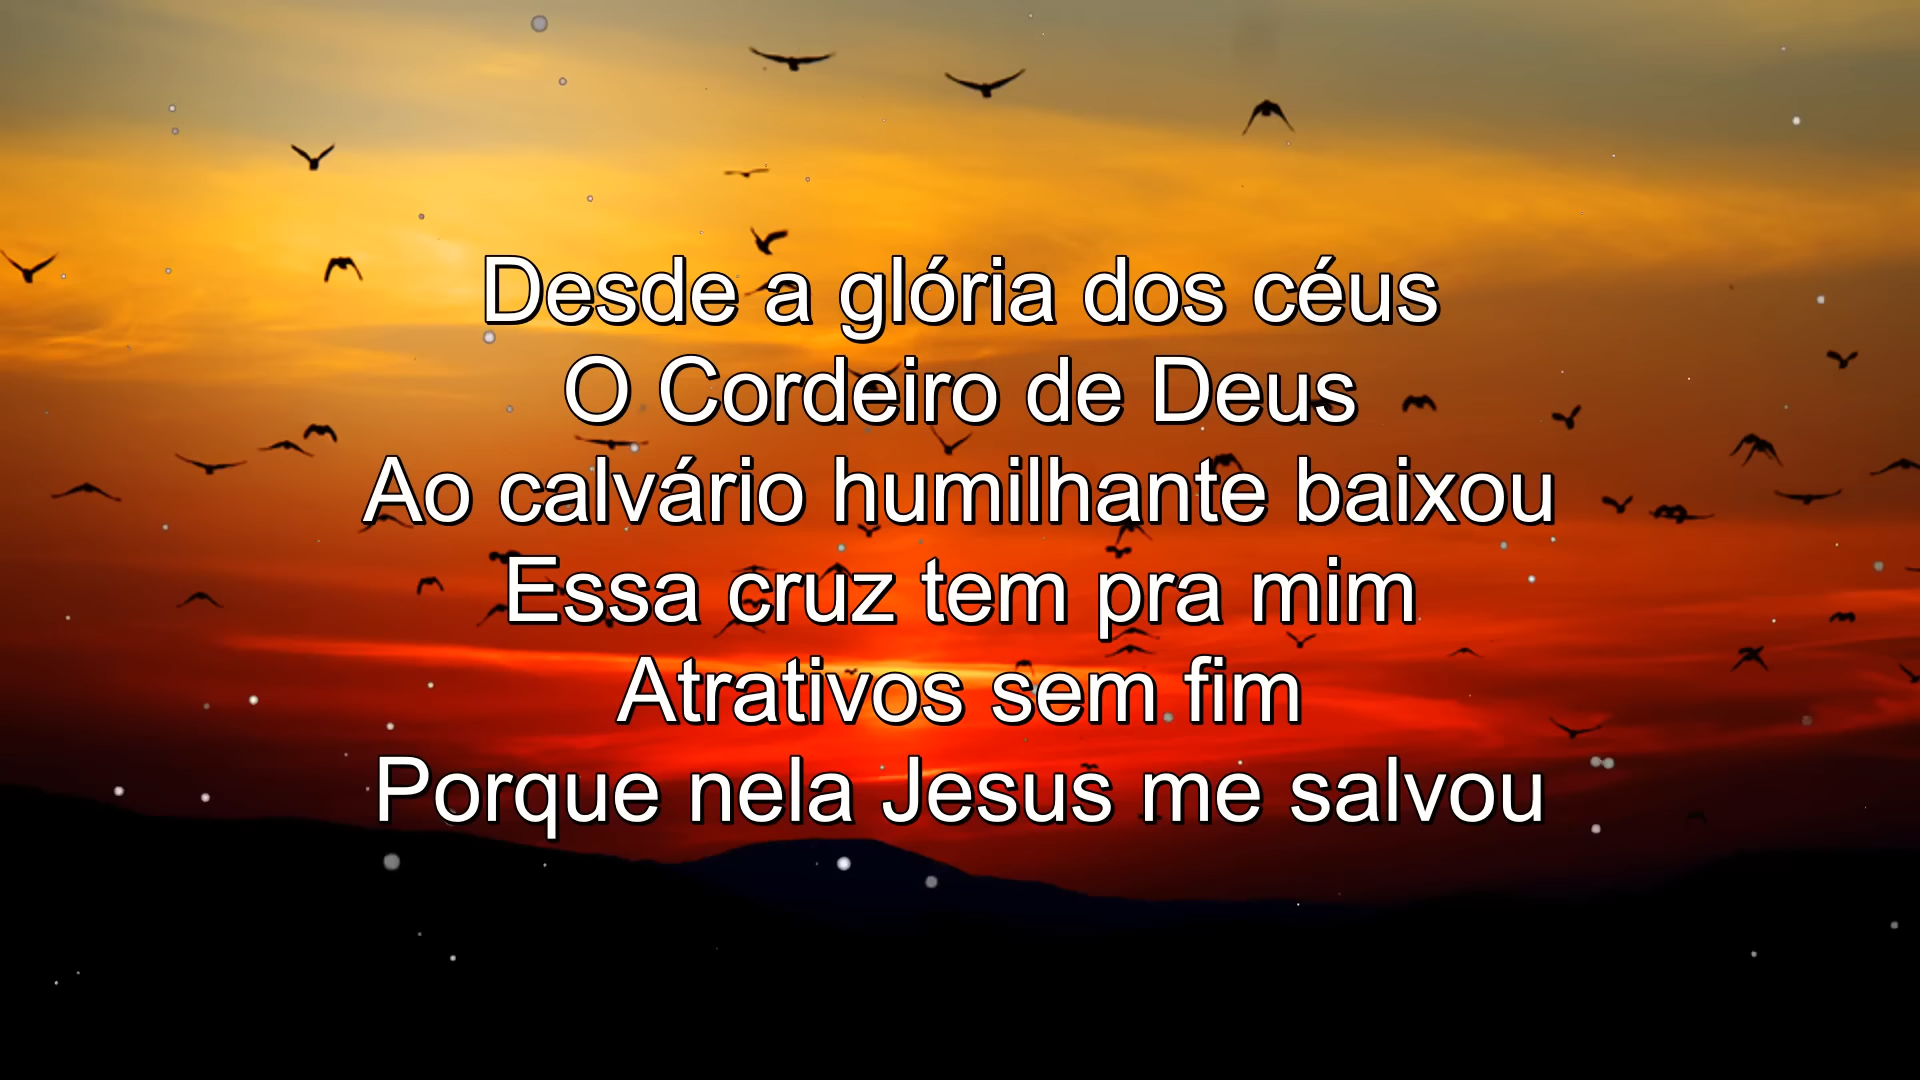 Desde a glória dos céus
O Cordeiro de Deus
Ao calvário humilhante baixou
Essa cruz tem pra mim
Atrativos sem fim
Porque nela Jesus me salvou